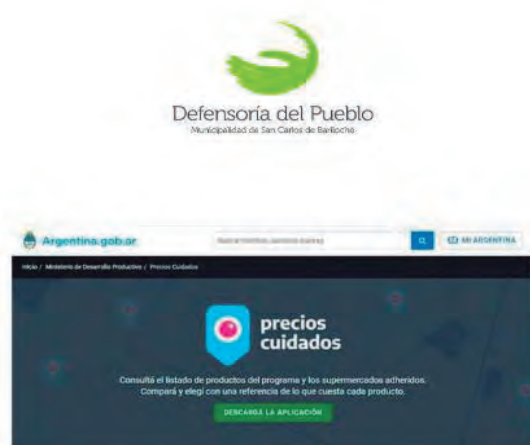 Defensoría del Pueblo
Municipalidad de San Carlos de Bariloche
Argentina.gob.ar
MI ARGENTINA
Inicio / Ministerio de Desarrollo Productivo / Precios Cuidados
precios
cuidados
Consultá el listado de productos del programa y los supermercados adheridos.
Compará y elegí con una referencia de lo que cuesta cada producto.
DESCARGÁ LA APLICACIÓN